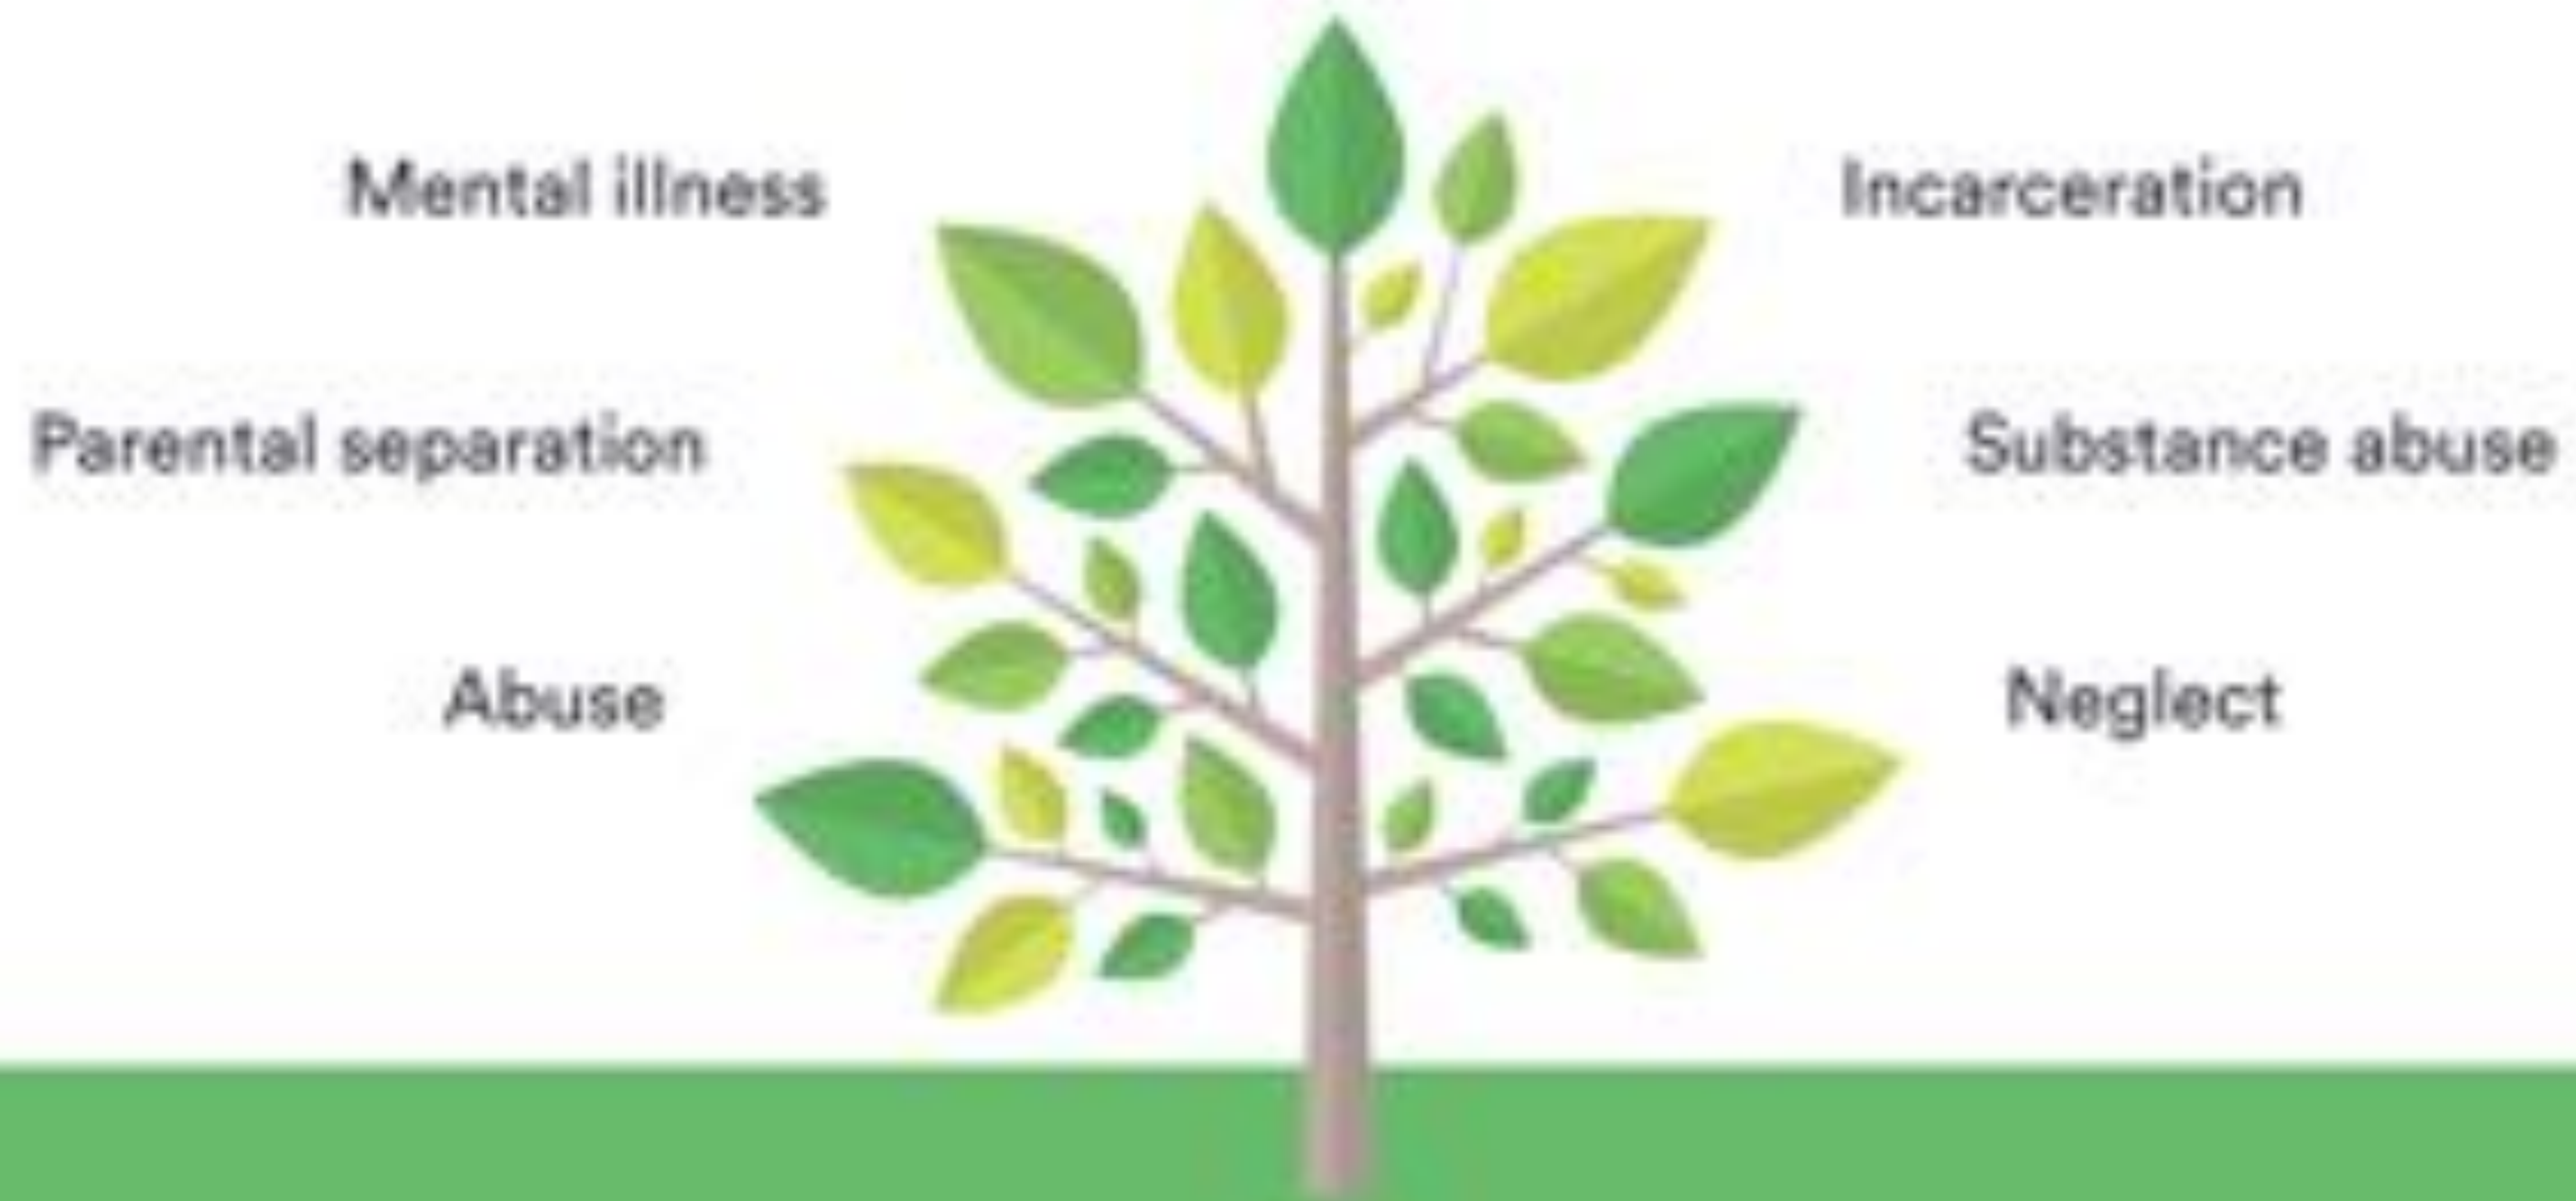 Mental illness
Incarceration
Parental separation
Substance abuse
Abuse
Neglect